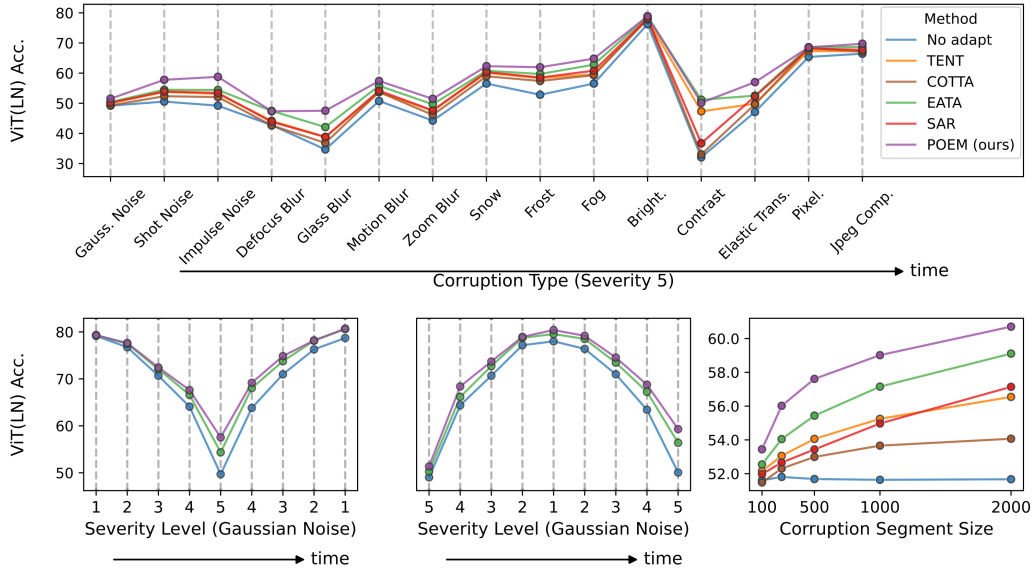 ViT(LN) Acc.
80
70
60
50
40
30
Method
No adapt
TENT
COTTA
EATA
SAR
POEM (ours)
Gauss. Noise
Shot Noise
Impulse Noise
Defocus Blur
Glass Blur
Motion Blur
Zoom Blur
Snow
Frost
Fog
Bright.
Contrast
Elastic Trans.
Pixel.
Jpeg Comp.
time
Corruption Type (Severity 5)
ViT(LN) Acc.
80
70
60
50
1 2 3 4 5 4 3 2 1
Severity Level (Gaussian Noise)
time
5 4 3 2 1 2 3 4 5
Severity Level (Gaussian Noise)
time
60.0
58.0
56.0
54.0
52.0
100 500 1000 2000
Corruption Segment Size